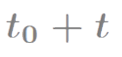 t₀ + t